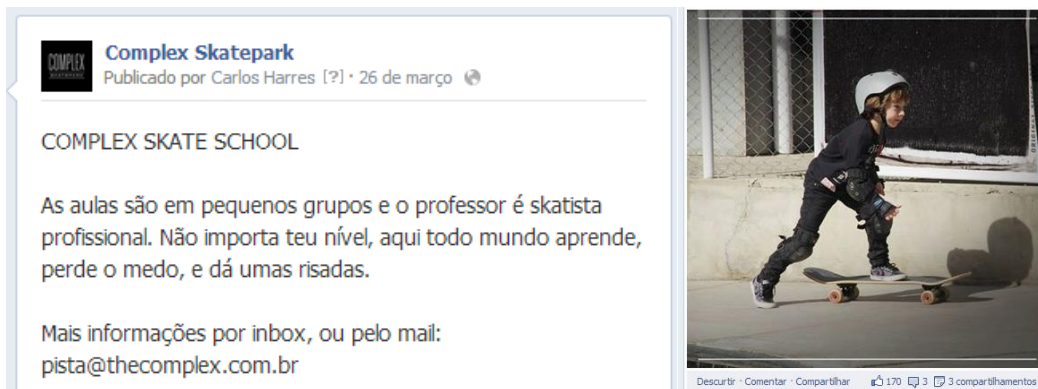 COMPLEX
Complex Skatepark
Publicado por Carlos Harres [?] · 26 de março
COMPLEX SKATE SCHOOL
As aulas são em pequenos grupos e o professor é skatista
profissional. Não importa teu nível, aqui todo mundo aprende,
perde o medo, e dá umas risadas.
Mais informações por inbox, ou pelo mail:
pista@thecomplex.com.br
Descurtir · Comentar · Compartilhar 170 3 3 compartilhamentos